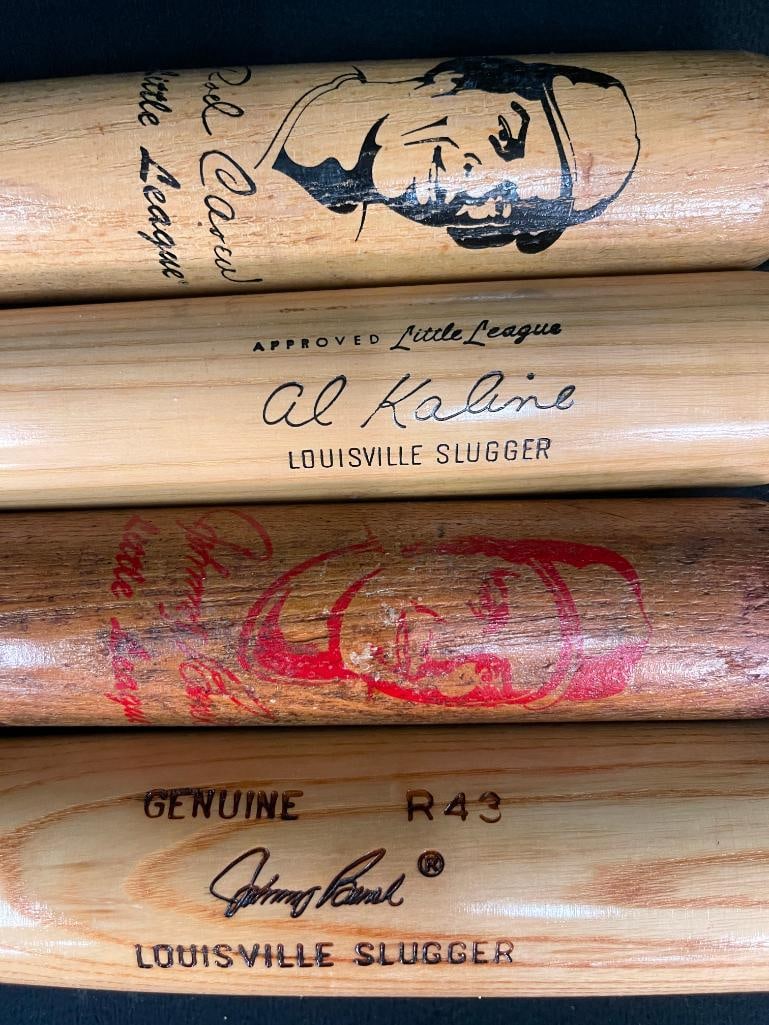 Rod Carew
Little League
APPROVED Little League
Al Kaline
LOUISVILLE SLUGGER
Johnny
Little League
GENUINE R43
Johnny Bench ®
LOUISVILLE SLUGGER